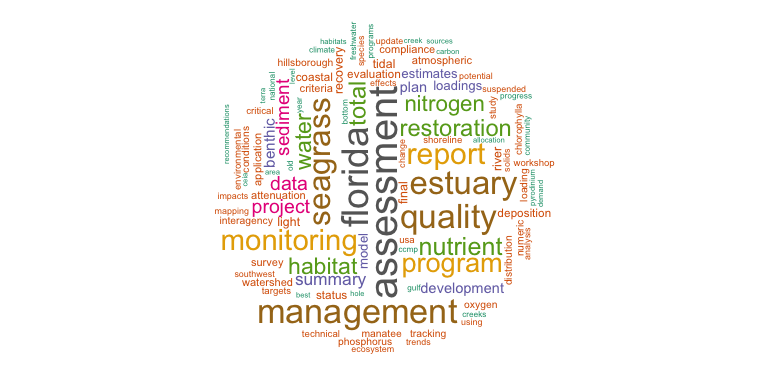 habitats
climate
freshwater
species
programs
update
creek
sources
compliance
carbon
hillsborough
recovery
tidal
atmospheric
level
coastal
evaluation
estimates
effects
potential
national
terra
criteria
total
plan
loadings
suspended
progress
recommendations
critical
year
sediment
water
seagrass
bottom
nitrogen
study
chlorophylla
community
environmental
conditions
application
benthic
old
area
florida
assessment
restoration
shoreline
allocation
change
report
river
solids
workshop
data
estuary
loading
pyrodinium
demand
impacts
attenuation
final
project
mapping
interagency
light
quality
deposition
monitoring
model
usa
ccmp
nutrient
numeric
analysis
distribution
survey
habitat
program
southwest
watershed
summary
gulf
development
targets
best
status
hole
management
oxygen
creeks
using
technical
manatee
tracking
phosphorus
trends
ecosystem